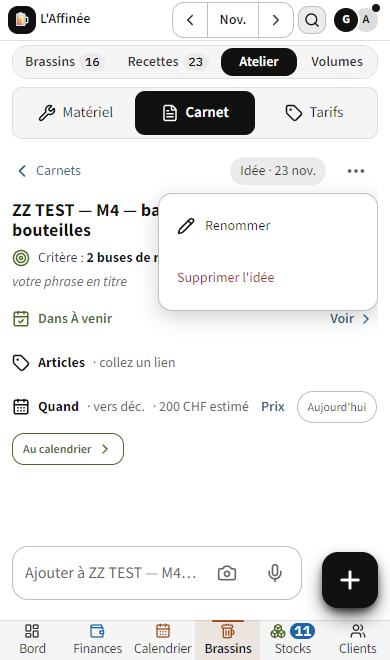 L'Affinée
Nov.
G
A
Brassins 16
Recettes 23
Atelier
Volumes
Matériel
Carnet
Tarifs
Carnets
Idée · 23 nov.
ZZ TEST — M4 — ba
bouteilles
Renommer
Supprimer l'idée
Critère : 2 buses de r
votre phrase en titre
Dans À venir
Voir
Articles · collez un lien
Quand · vers déc. · 200 CHF estimé Prix Aujourd'hui
Au calendrier
Ajouter à ZZ TEST — M4…
Bord
Finances
Calendrier
Brassins
Stocks 11
Clients